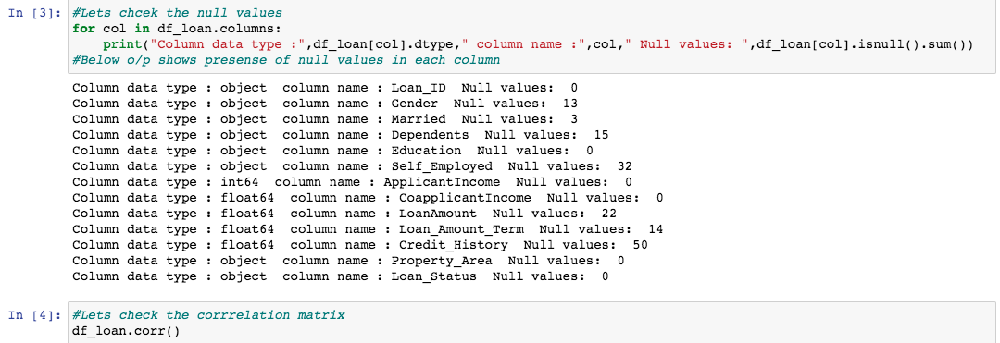 In [3]: #Lets chcek the null values
for col in df_loan.columns:
    print("Column data type :",df_loan[col].dtype," column name :",col," Null values: ",df_loan[col].isnull().sum())
#Below o/p shows presense of null values in each column
Column data type : object  column name : Loan_ID  Null values:  0
Column data type : object  column name : Gender  Null values:  13
Column data type : object  column name : Married  Null values:  3
Column data type : object  column name : Dependents  Null values:  15
Column data type : object  column name : Education  Null values:  0
Column data type : object  column name : Self_Employed  Null values:  32
Column data type : int64  column name : ApplicantIncome  Null values:  0
Column data type : float64  column name : CoapplicantIncome  Null values:  0
Column data type : float64  column name : LoanAmount  Null values:  22
Column data type : float64  column name : Loan_Amount_Term  Null values:  14
Column data type : float64  column name : Credit_History  Null values:  50
Column data type : object  column name : Property_Area  Null values:  0
Column data type : object  column name : Loan_Status  Null values:  0
In [4]: #Lets check the corrrelation matrix
df_loan.corr()